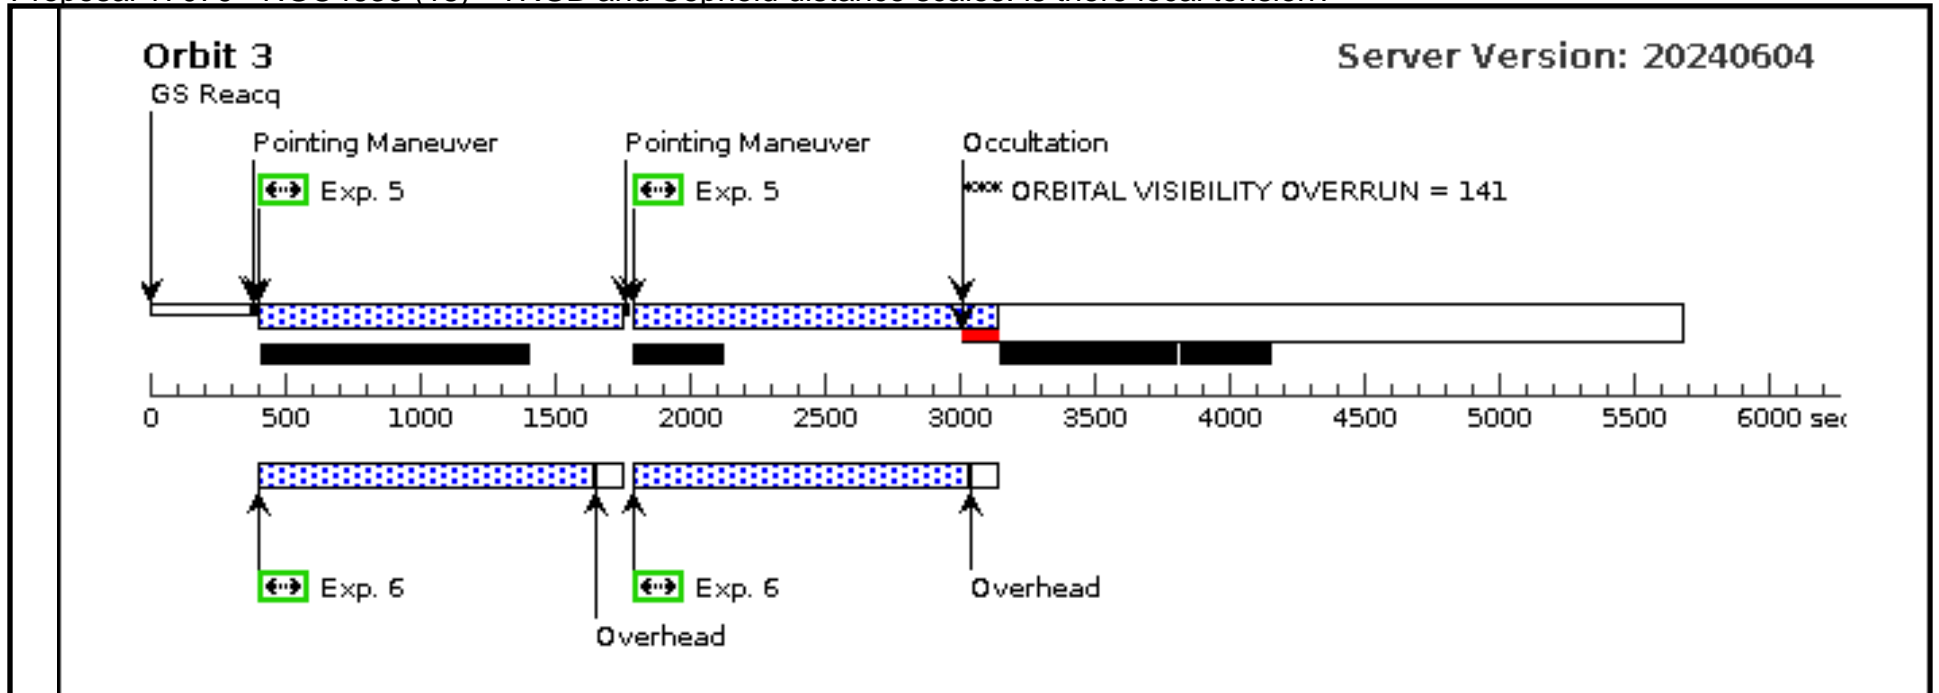 Orbit 3
Server Version: 20240604
GS Reacq
Pointing Maneuver
Pointing Maneuver
Occultation
Exp. 5
Exp. 5
ORBITAL VISIBILITY OVERRUN = 141
0 500 1000 1500 2000 2500 3000 3500 4000 4500 5000 5500 6000 sec
Exp. 6
Exp. 6
Overhead
Overhead